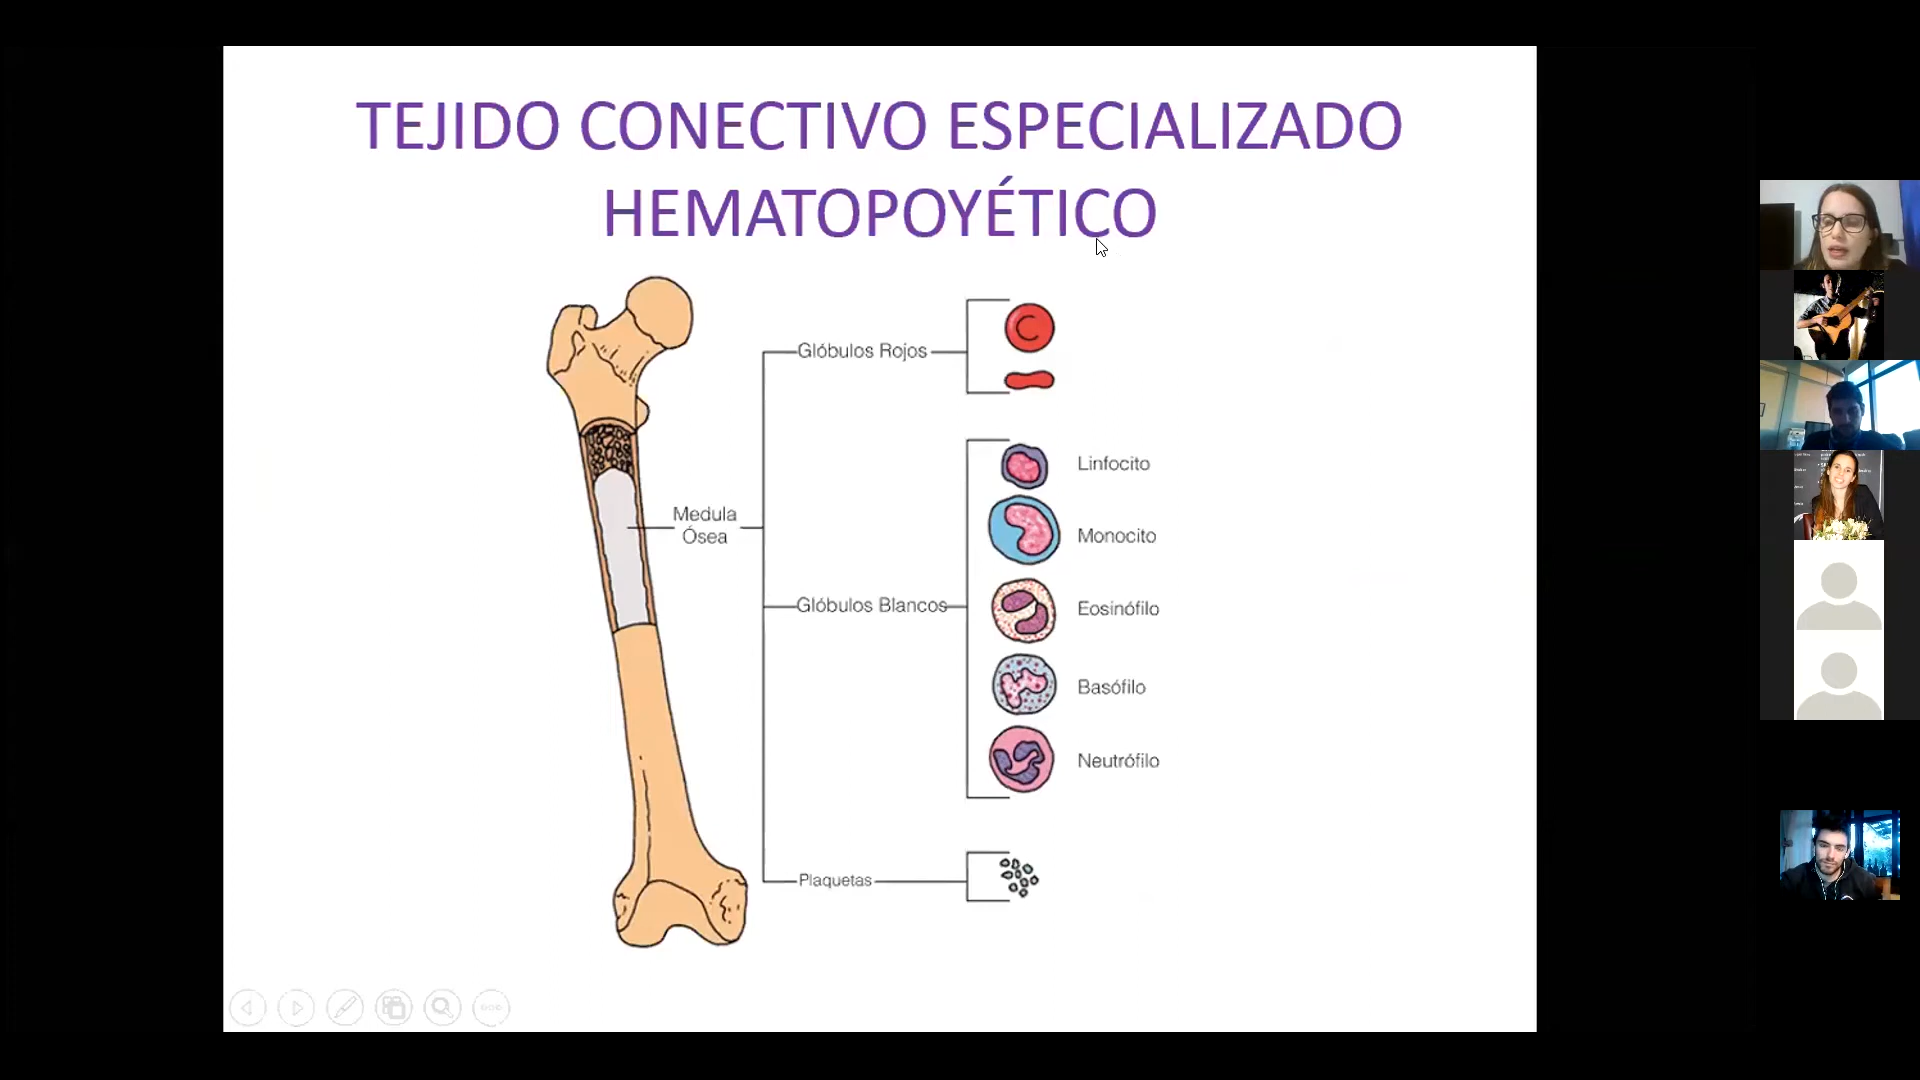 TEJIDO CONECTIVO ESPECIALIZADO
HEMATOPOYÉTICO
Glóbulos Rojos
Linfocito
Medula
Ósea
Monocito
Glóbulos Blancos
Eosinófilo
Basófilo
Neutrófilo
Plaquetas